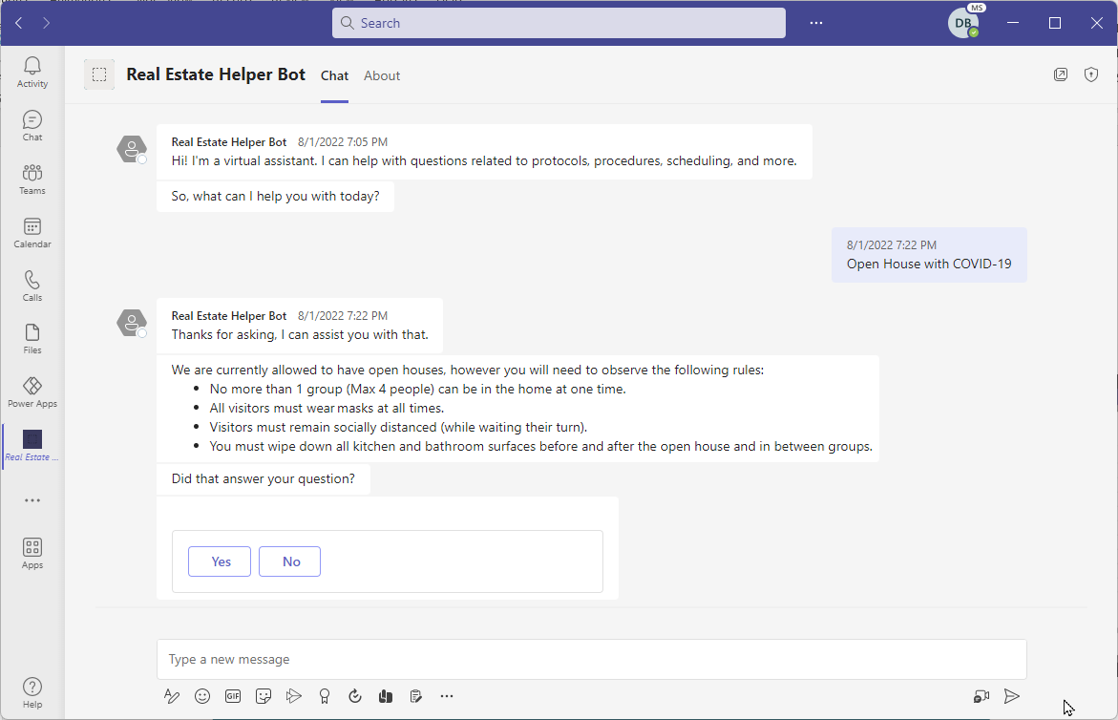 Search
MS
DB
Activity
Chat
Teams
Calendar
Calls
Files
Power Apps
Real Estate ...
Apps
Help
Real Estate Helper Bot Chat About
Real Estate Helper Bot 8/1/2022 7:05 PM
Hi! I'm a virtual assistant. I can help with questions related to protocols, procedures, scheduling, and more.
So, what can I help you with today?
8/1/2022 7:22 PM
Open House with COVID-19
Real Estate Helper Bot 8/1/2022 7:22 PM
Thanks for asking, I can assist you with that.
We are currently allowed to have open houses, however you will need to observe the following rules:
• No more than 1 group (Max 4 people) can be in the home at one time.
• All visitors must wear masks at all times.
• Visitors must remain socially distanced (while waiting their turn).
• You must wipe down all kitchen and bathroom surfaces before and after the open house and in between groups.
Did that answer your question?
Yes No
Type a new message
GIF